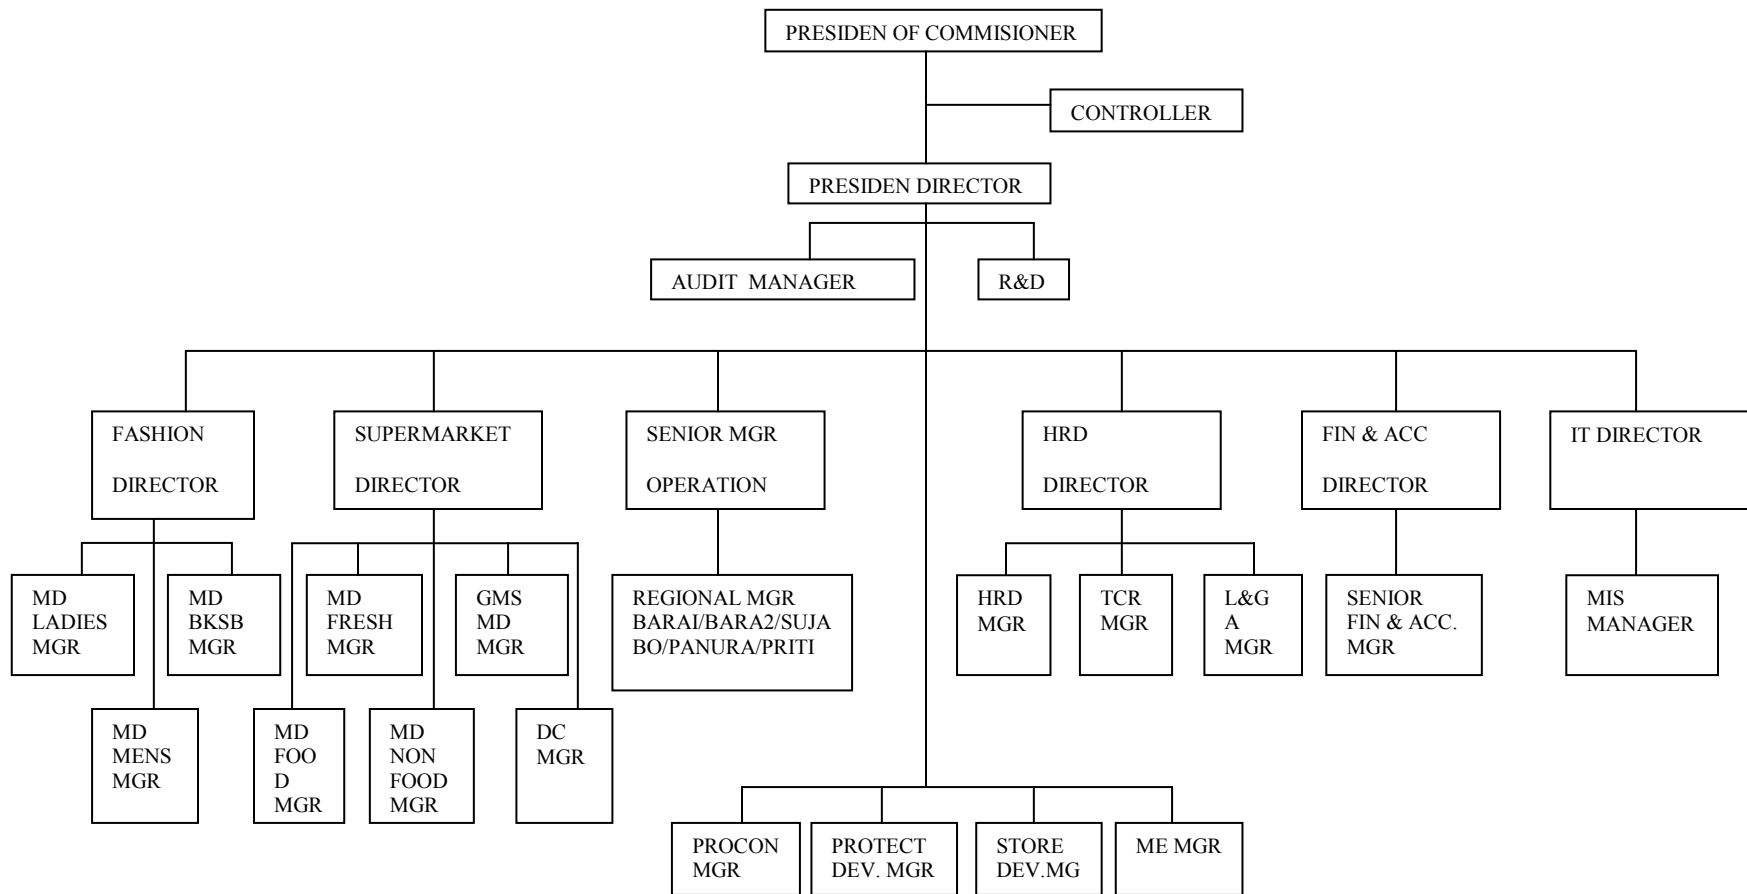 PRESIDEN OF COMMISIONER
CONTROLLER
PRESIDEN DIRECTOR
AUDIT MANAGER
R&D
FASHION
DIRECTOR
SUPERMARKET
DIRECTOR
SENIOR MGR
OPERATION
HRD
DIRECTOR
FIN & ACC
DIRECTOR
IT DIRECTOR
MD
LADIES
MGR
MD
BKSB
MGR
MD
FRESH
MGR
GMS
MD
MGR
REGIONAL MGR
BARAI/BARA2/SUJA
BO/PANURA/PRITI
HRD
MGR
TCR
MGR
L&G
A
MGR
SENIOR
FIN & ACC.
MGR
MIS
MANAGER
MD
MENS
MGR
MD
FOO
D
MGR
MD
NON
FOOD
MGR
DC
MGR
PROCON
MGR
PROTECT
DEV. MGR
STORE
DEV.MG
ME MGR